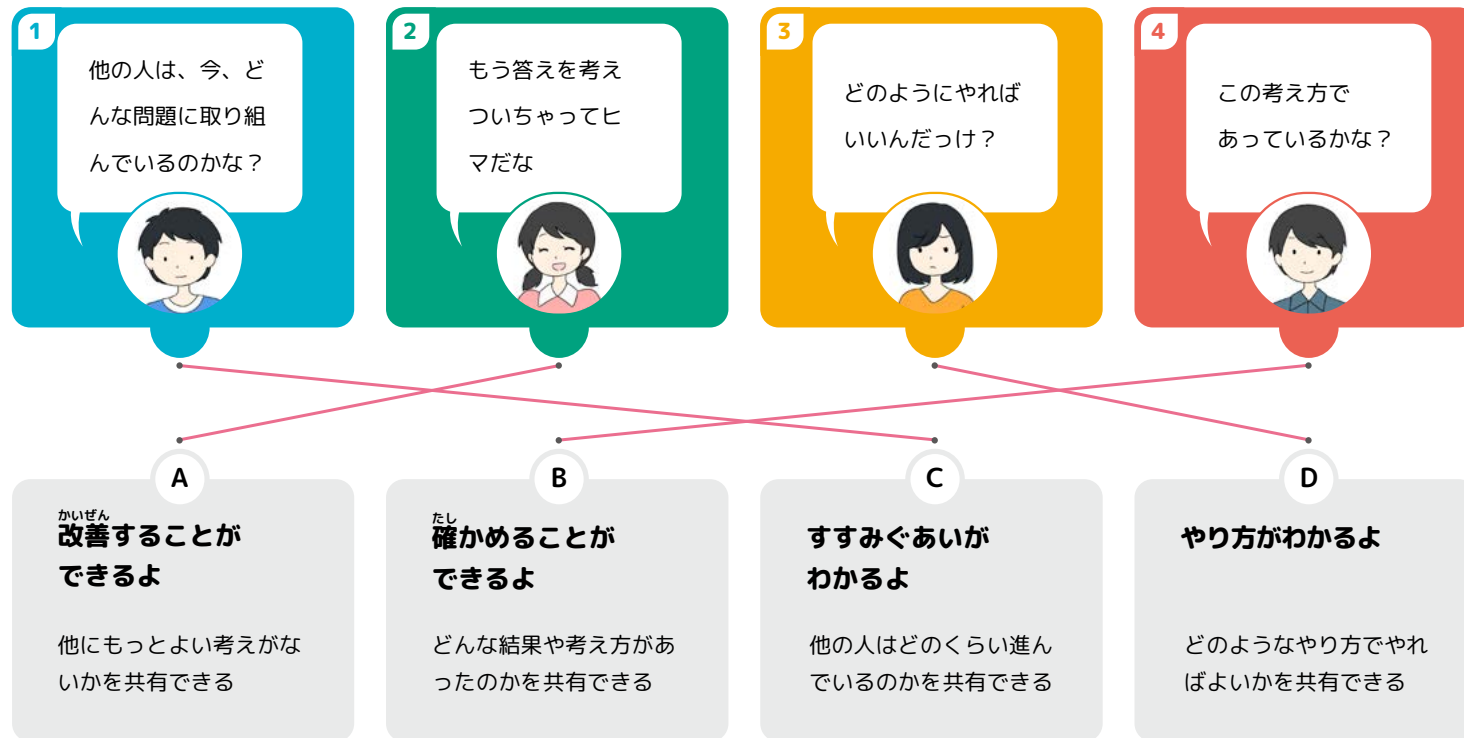 1
他の人は、今、ど
んな問題に取り組
んでいるのかな？
2
もう答えを考え
ついちゃってヒ
マだな
3
どのようにやれば
いいんだっけ？
4
この考え方で
あっているかな？
A
かいぜん
改善することが
できるよ
他にもっとよい考えがな
いかを共有できる
B
たし
確かめることが
できるよ
どんな結果や考え方があ
ったのかを共有できる
C
すすみぐあいが
わかるよ
他の人はどのくらい進ん
でいるのかを共有できる
D
やり方がわかるよ
どのようなやり方でやれ
ばよいかを共有できる